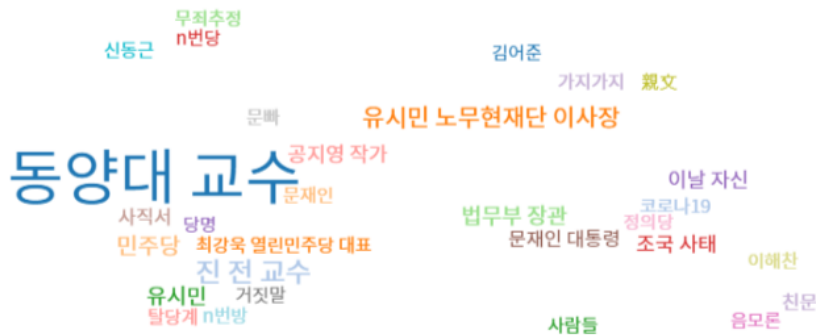 무죄추정
n번당
신동근
김어준
가지가지
親文
문빠
유시민 노무현재단 이사장
동양대 교수
공지영 작가
문재인
이날 자신
사직서
당명
법무부 장관
코로나19
정의당
민주당
최강욱 열린민주당 대표
문재인 대통령
조국 사태
진 전 교수
이해찬
유시민
거짓말
친문
탈당계
n번방
사람들
음모론